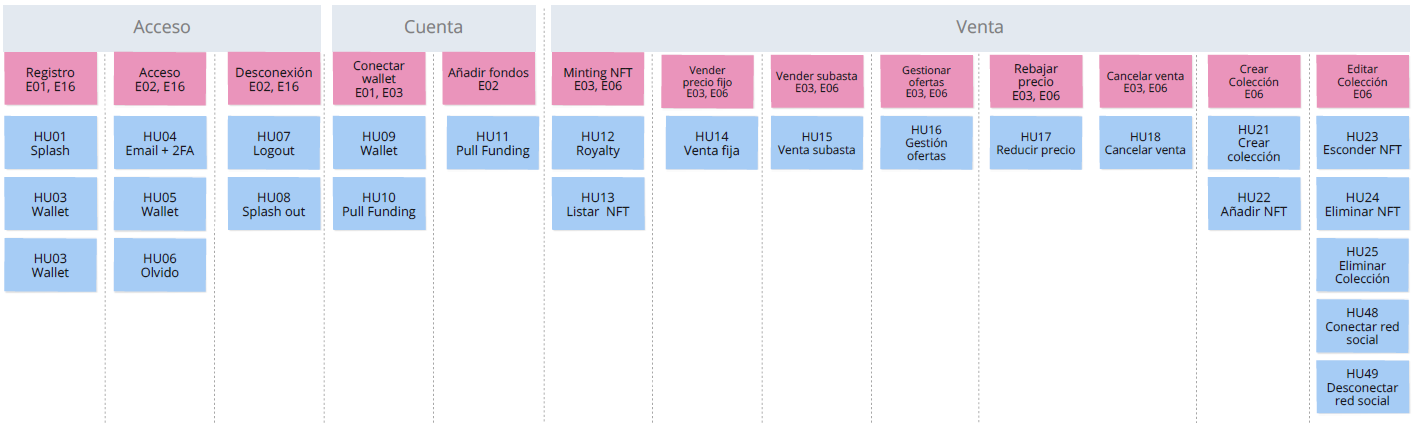 Acceso
Cuenta
Venta
Registro
E01, E16
Acceso
E02, E16
Desconexión
E02, E16
Conectar
wallet
E01, E03
Añadir fondos
E02
Minting NFT
E03, E06
Vender
precio fijo
E03, E06
Vender subasta
E03, E06
Gestionar
ofertas
E03, E06
Rebajar
precio
E03, E06
Cancelar venta
E03, E06
Crear
Colección
E06
Editar
Colección
E06
HU01
Splash
HU04
Email + 2FA
HU07
Logout
HU09
Wallet
HU11
Pull Funding
HU12
Royalty
HU14
Venta fija
HU15
Venta subasta
HU16
Gestión
ofertas
HU17
Reducir precio
HU18
Cancelar venta
HU21
Crear
colección
HU23
Esconder NFT
HU03
Wallet
HU05
Wallet
HU08
Splash out
HU10
Pull Funding
HU13
Listar NFT
HU22
Añadir NFT
HU24
Eliminar NFT
HU03
Wallet
HU06
Olvido
HU25
Eliminar
Colección
HU48
Conectar red
social
HU49
Desconectar
red social